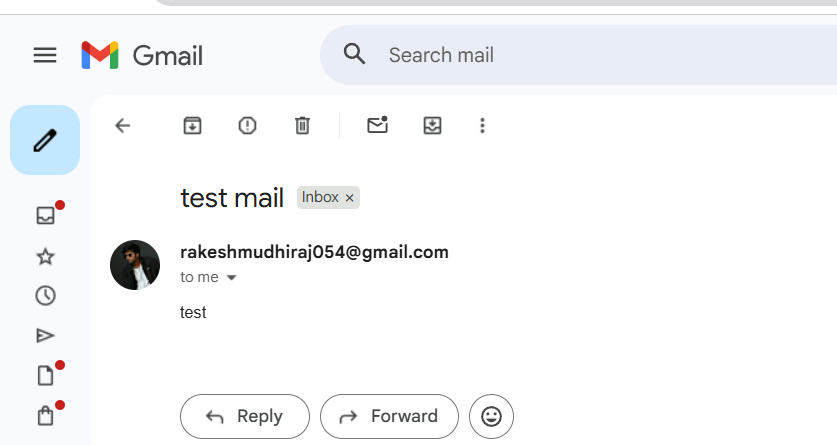 Gmail
Search mail
test mail Inbox ×
rakeshmudhiraj054@gmail.com
to me
test
Reply Forward